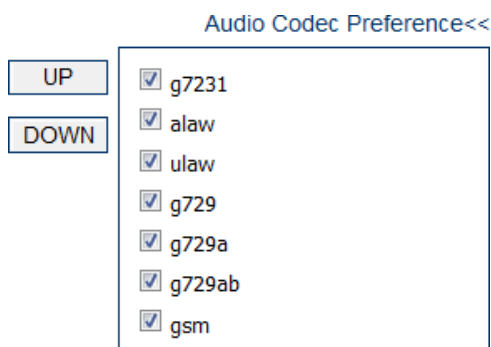 Audio Codec Preference<<
UP
DOWN
g7231
alaw
ulaw
g729
g729a
g729ab
gsm